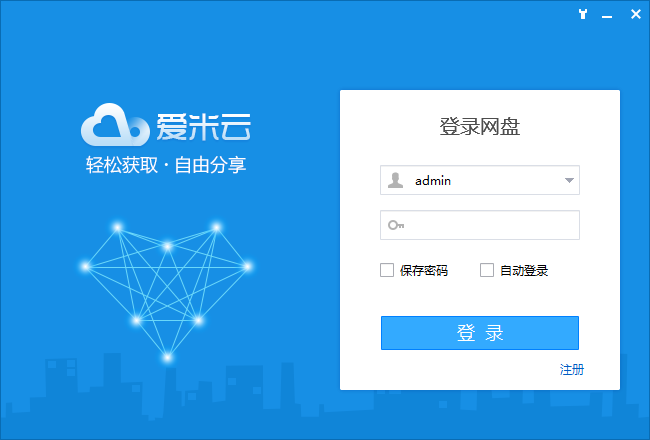 爱米云
轻松获取·自由分享
登录网盘
admin
保存密码 自动登录
登 录
注册